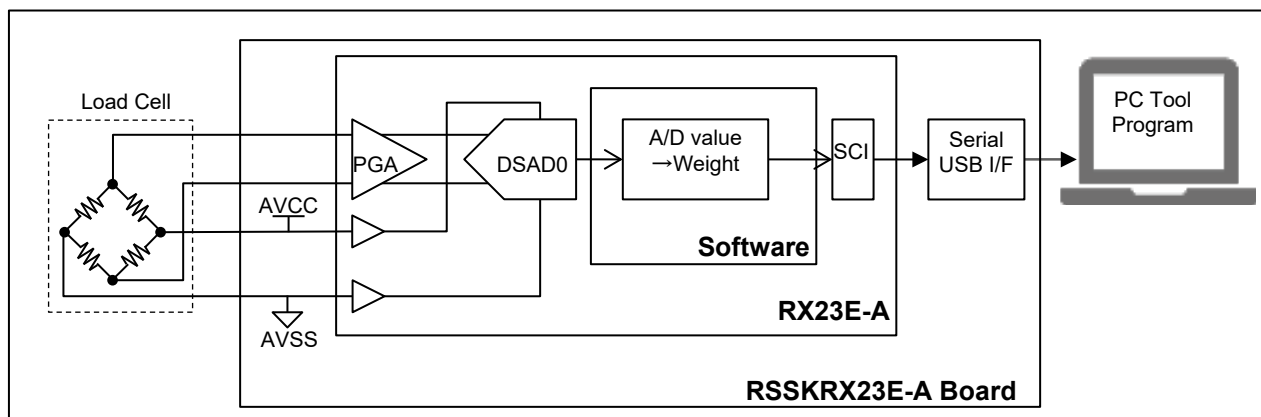 Load Cell
PGA
DSAD0
A/D value
→Weight
SCI
Serial
USB I/F
PC Tool
Program
AVCC
AVSS
Software
RX23E-A
RSSKRX23E-A Board